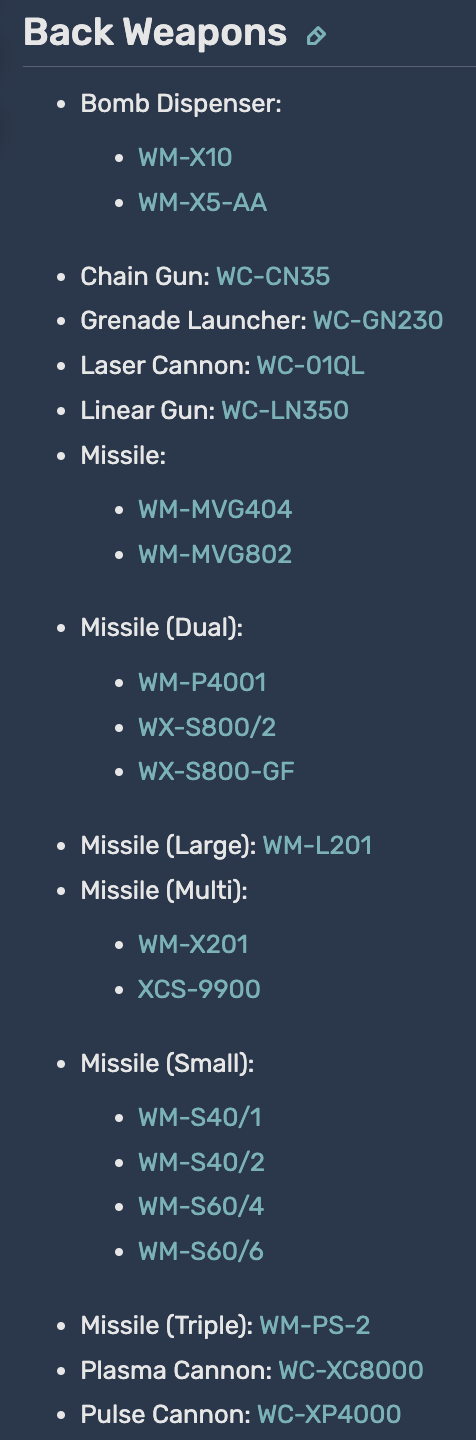 Back Weapons
Bomb Dispenser:
WM-X10
WM-X5-AA
Chain Gun: WC-CN35
Grenade Launcher: WC-GN230
Laser Cannon: WC-01QL
Linear Gun: WC-LN350
Missile:
WM-MVG404
WM-MVG802
Missile (Dual):
WM-P4001
WX-S800/2
WX-S800-GF
Missile (Large): WM-L201
Missile (Multi):
WM-X201
XCS-9900
Missile (Small):
WM-S40/1
WM-S40/2
WM-S60/4
WM-S60/6
Missile (Triple): WM-PS-2
Plasma Cannon: WC-XC8000
Pulse Cannon: WC-XP4000